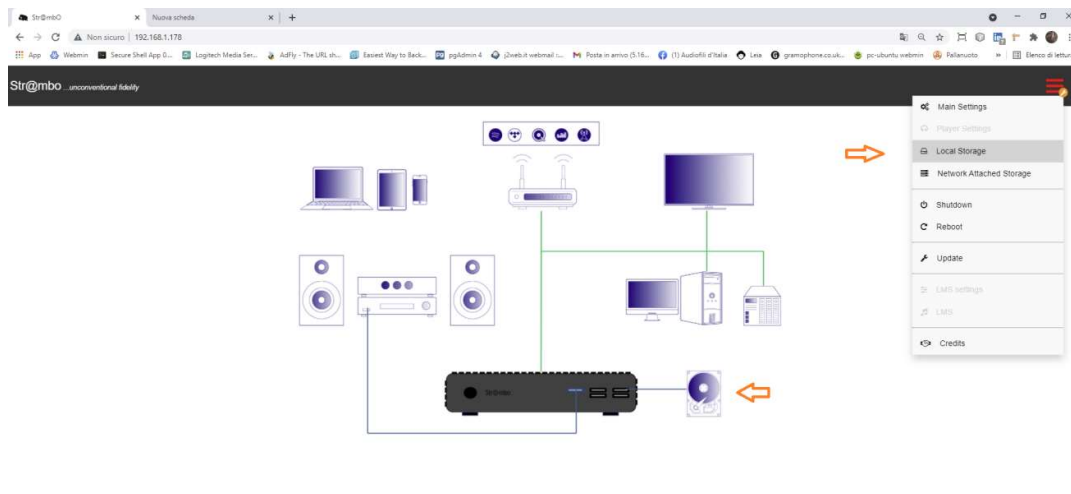 Str@mbO
Nuova scheda
Non sicuro | 192.168.1.178
App
Webmin
Secure Shell App 0...
Logitech Media Ser...
AdFly - The URL sh...
Easiest Way to Back...
pgAdmin 4
j2web.it webmail :...
Posta in arrivo (5.16...
(1) Audiofili d'Italia
Leia
gramophone.co.uk...
pc-ubuntu webmin
Pallanuoto
»
Elenco di lettura
Str@mbo ...unconventional fidelity
Main Settings
Player Settings
Local Storage
Network Attached Storage
Shutdown
Reboot
Update
LMS settings
LMS
Credits